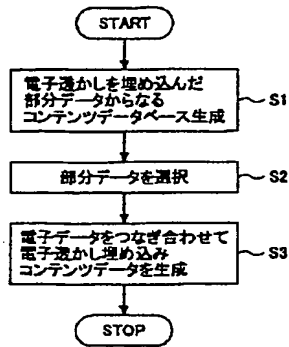 START
電子透かしを埋め込んだ
部分データからなる
コンテンツデータベース生成
S1
部分データを選択
S2
電子データをつなぎ合わせて
電子透かし埋め込み
コンテンツデータを生成
S3
STOP